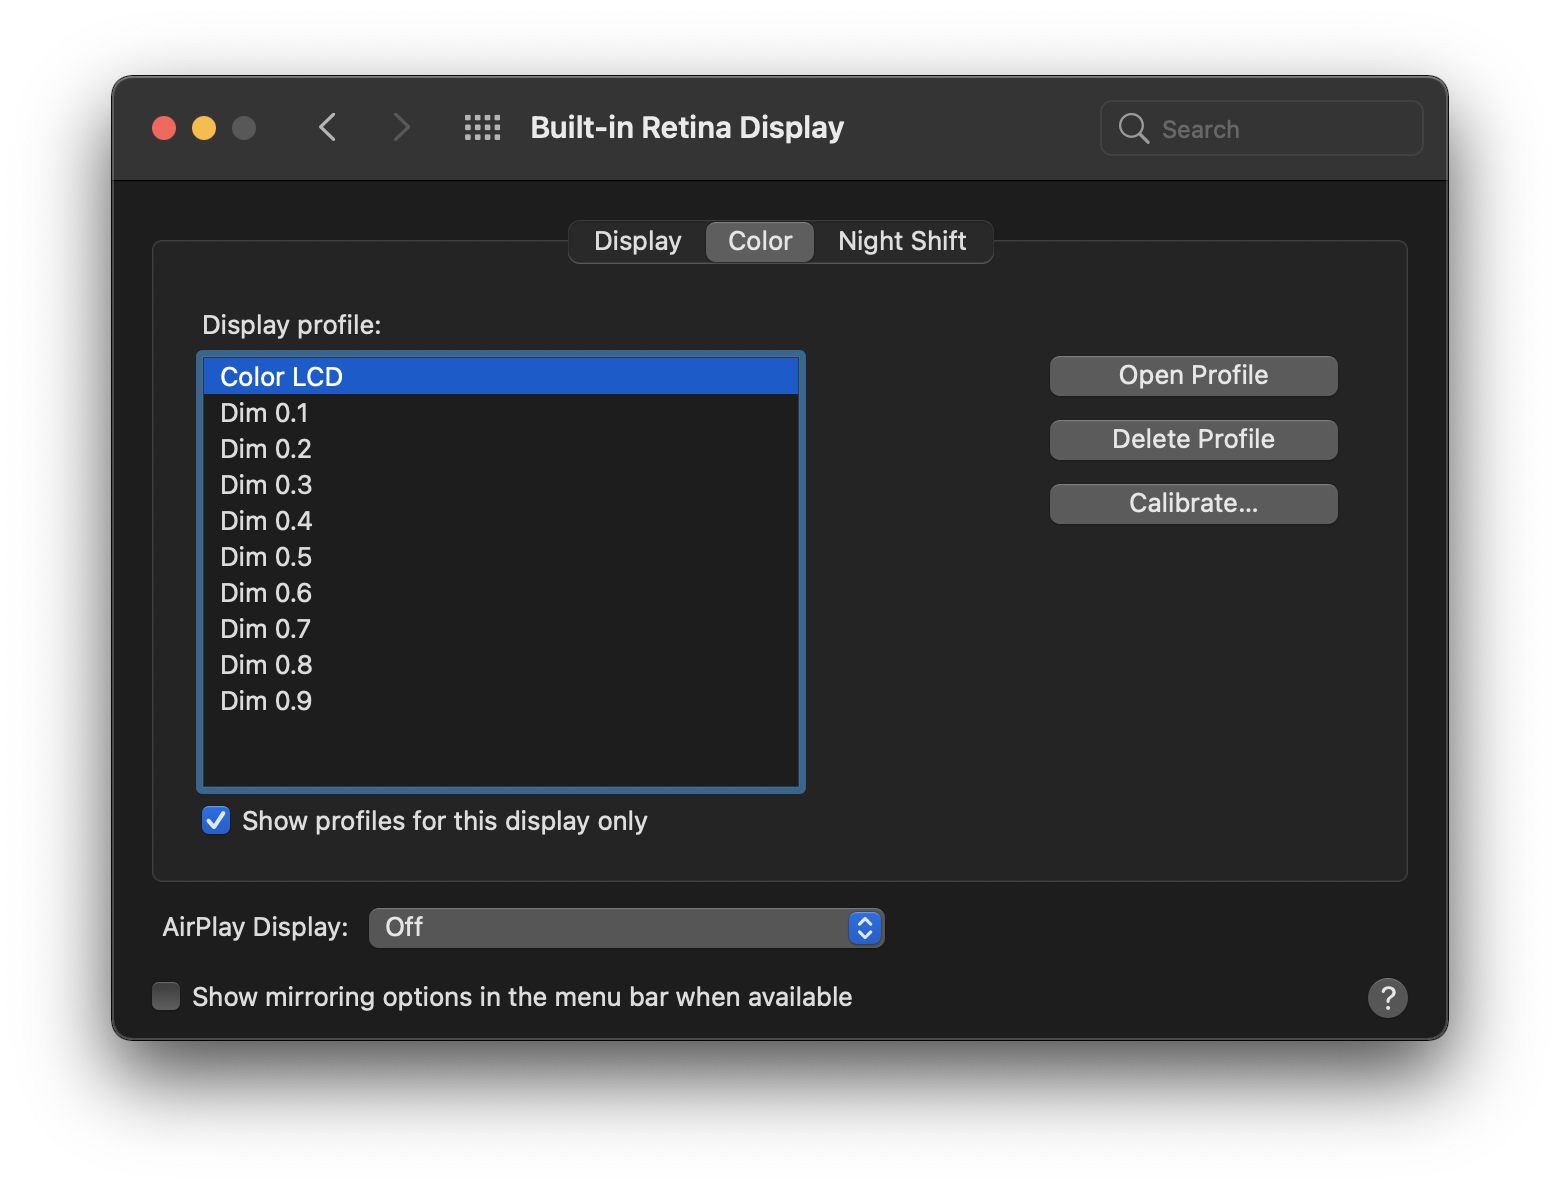 Built-in Retina Display
Search
Display
Color
Night Shift
Display profile:
Color LCD
Dim 0.1
Dim 0.2
Dim 0.3
Dim 0.4
Dim 0.5
Dim 0.6
Dim 0.7
Dim 0.8
Dim 0.9
Open Profile
Delete Profile
Calibrate...
Show profiles for this display only
AirPlay Display: Off
Show mirroring options in the menu bar when available
?